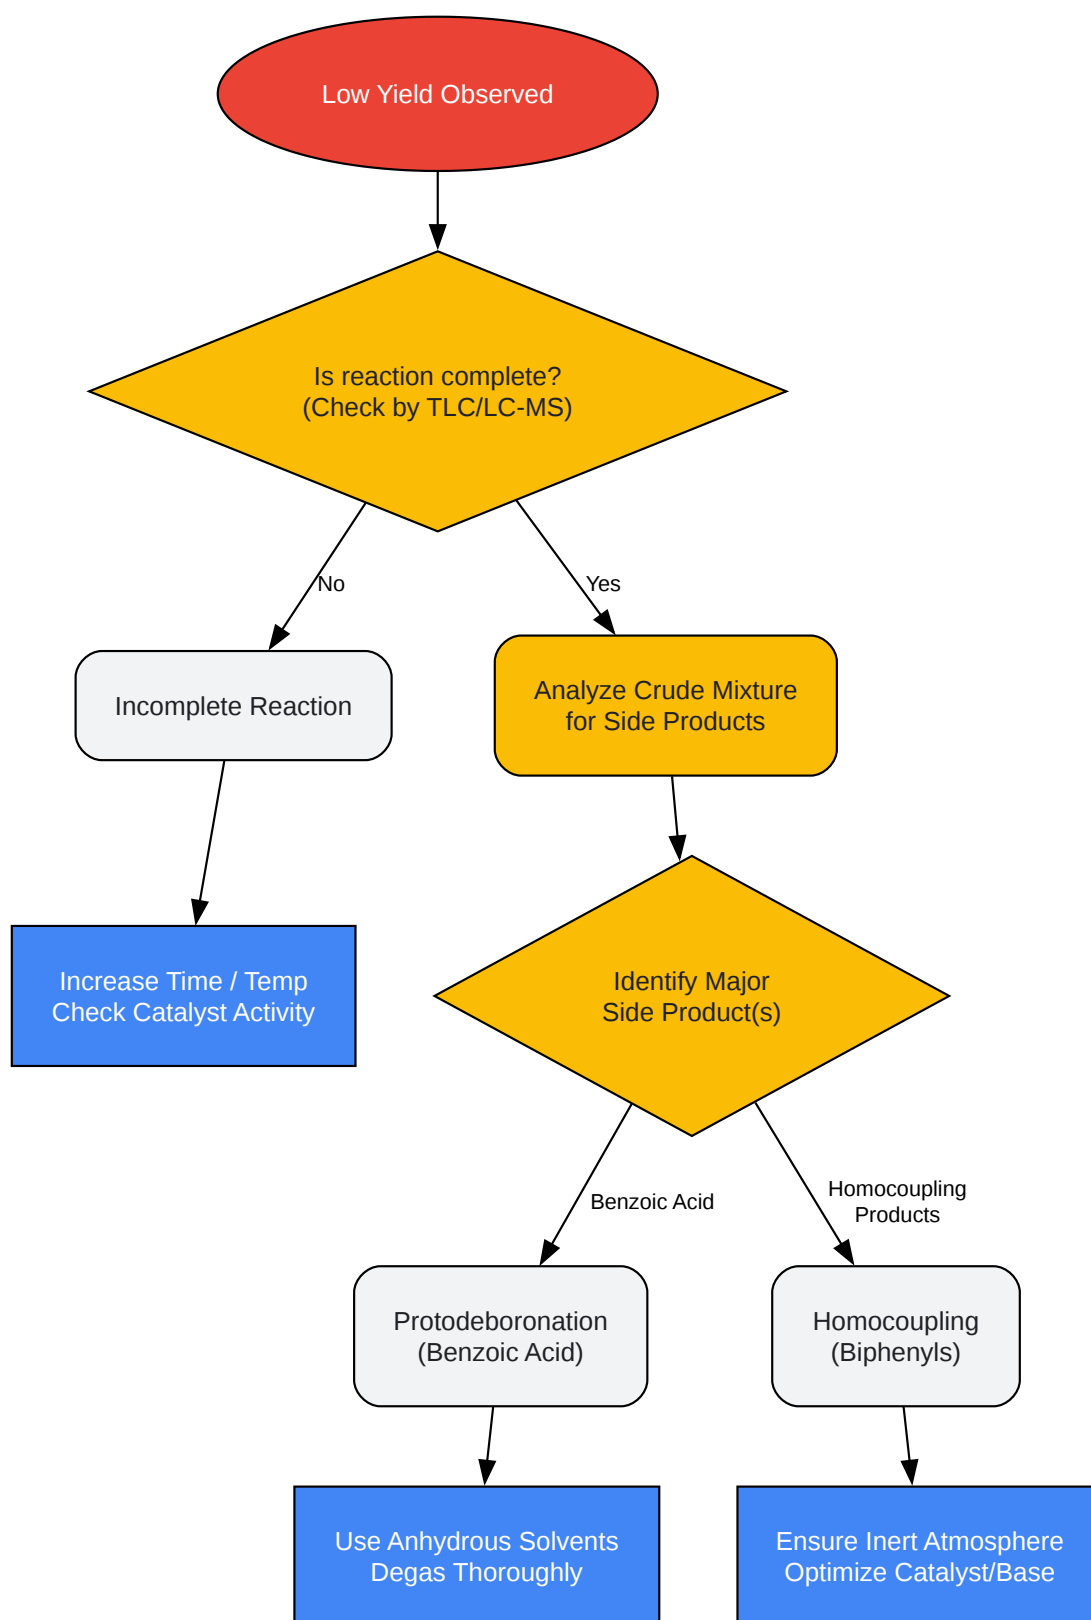 Low Yield Observed
Is reaction complete?
(Check by TLC/LC-MS)
No
Yes
Incomplete Reaction
Analyze Crude Mixture
for Side Products
Increase Time / Temp
Check Catalyst Activity
Identify Major
Side Product(s)
Benzoic Acid
Homocoupling
Products
Protodeboronation
(Benzoic Acid)
Homocoupling
(Biphenyls)
Use Anhydrous Solvents
Degas Thoroughly
Ensure Inert Atmosphere
Optimize Catalyst/Base